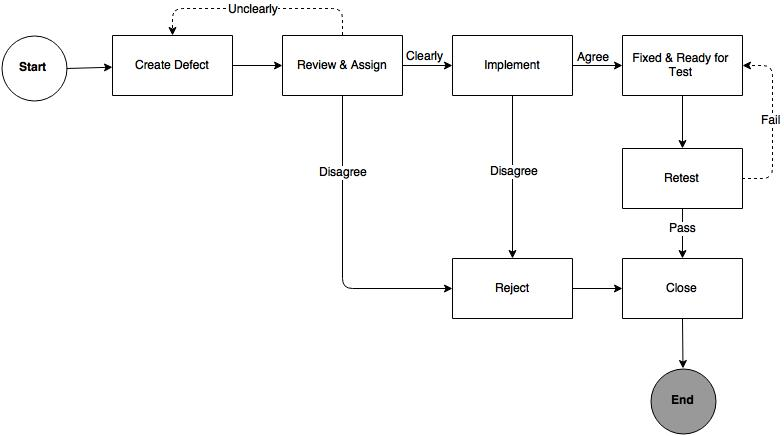 Unclearly
Start
Create Defect
Review & Assign
Clearly
Implement
Agree
Fixed & Ready for
Test
Fail
Disagree
Disagree
Retest
Pass
Reject
Close
End